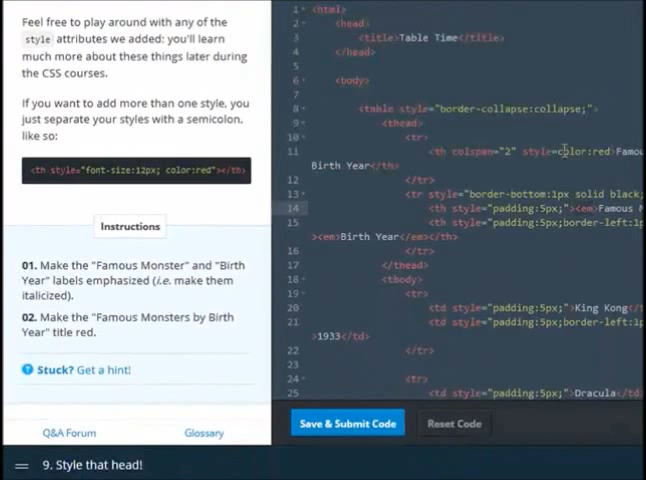 Feel free to play around with any of the
style attributes we added: you'll learn
much more about these things later during
the CSS courses.
If you want to add more than one style, you
just separate your styles with a semicolon,
like so:
<th style="font-size:12px; color:red"></th>
Instructions
01. Make the "Famous Monster" and "Birth
Year" labels emphasized (i.e. make them
italicized).
02. Make the "Famous Monsters by Birth
Year" title red.
Stuck? Get a hint!
Q&A Forum
Glossary
1 <html>
2 <head>
3 <title>Table Time</title>
4 </head>
5
6 <body>
7
8 <table style="border-collapse:collapse;">
9 <thead>
10 <tr>
11 <th colspan="2" style=color:red>Famou
Birth Year</th>
12 </tr>
13 <tr style="border-bottom:1px solid black;
14 <th style="padding:5px;"><em>Famous M
15 <th style="padding:5px;border-left:1p
><em>Birth Year</em></th>
16 </tr>
17 </thead>
18 <tbody>
19 <tr>
20 <td style="padding:5px;">King Kong</t
21 <td style="padding:5px;border-left:1p
>1933</td>
22 </tr>
23
24 <tr>
25 <td style="padding:5px;">Dracula</td>
Save & Submit Code
Reset Code
9. Style that head!